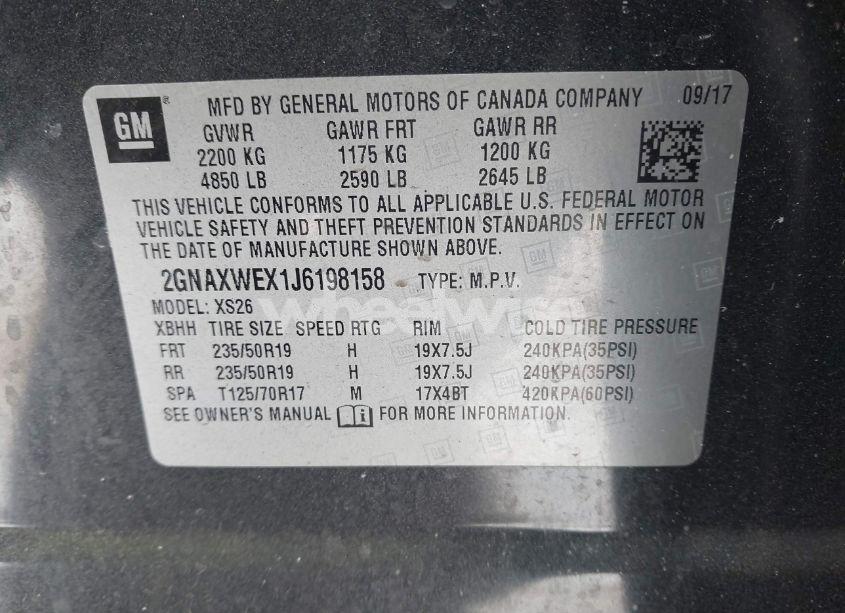 GM ® MFD BY GENERAL MOTORS OF CANADA COMPANY 09/17
GVWR GAWR FRT GAWR RR
2200 KG 1175 KG 1200 KG
4850 LB 2590 LB 2645 LB
THIS VEHICLE CONFORMS TO ALL APPLICABLE U.S. FEDERAL MOTOR
VEHICLE SAFETY AND THEFT PREVENTION STANDARDS IN EFFECT ON
THE DATE OF MANUFACTURE SHOWN ABOVE.
2GNAXWEX1J6198158 TYPE: M.P.V.
MODEL: XS26
XBHH TIRE SIZE SPEED RTG RIM COLD TIRE PRESSURE
FRT 235/50R19 H 19X7.5J 240KPA(35PSI)
RR 235/50R19 H 19X7.5J 240KPA(35PSI)
SPA T125/70R17 M 17X4BT 420KPA(60PSI)
SEE OWNER'S MANUAL FOR MORE INFORMATION.